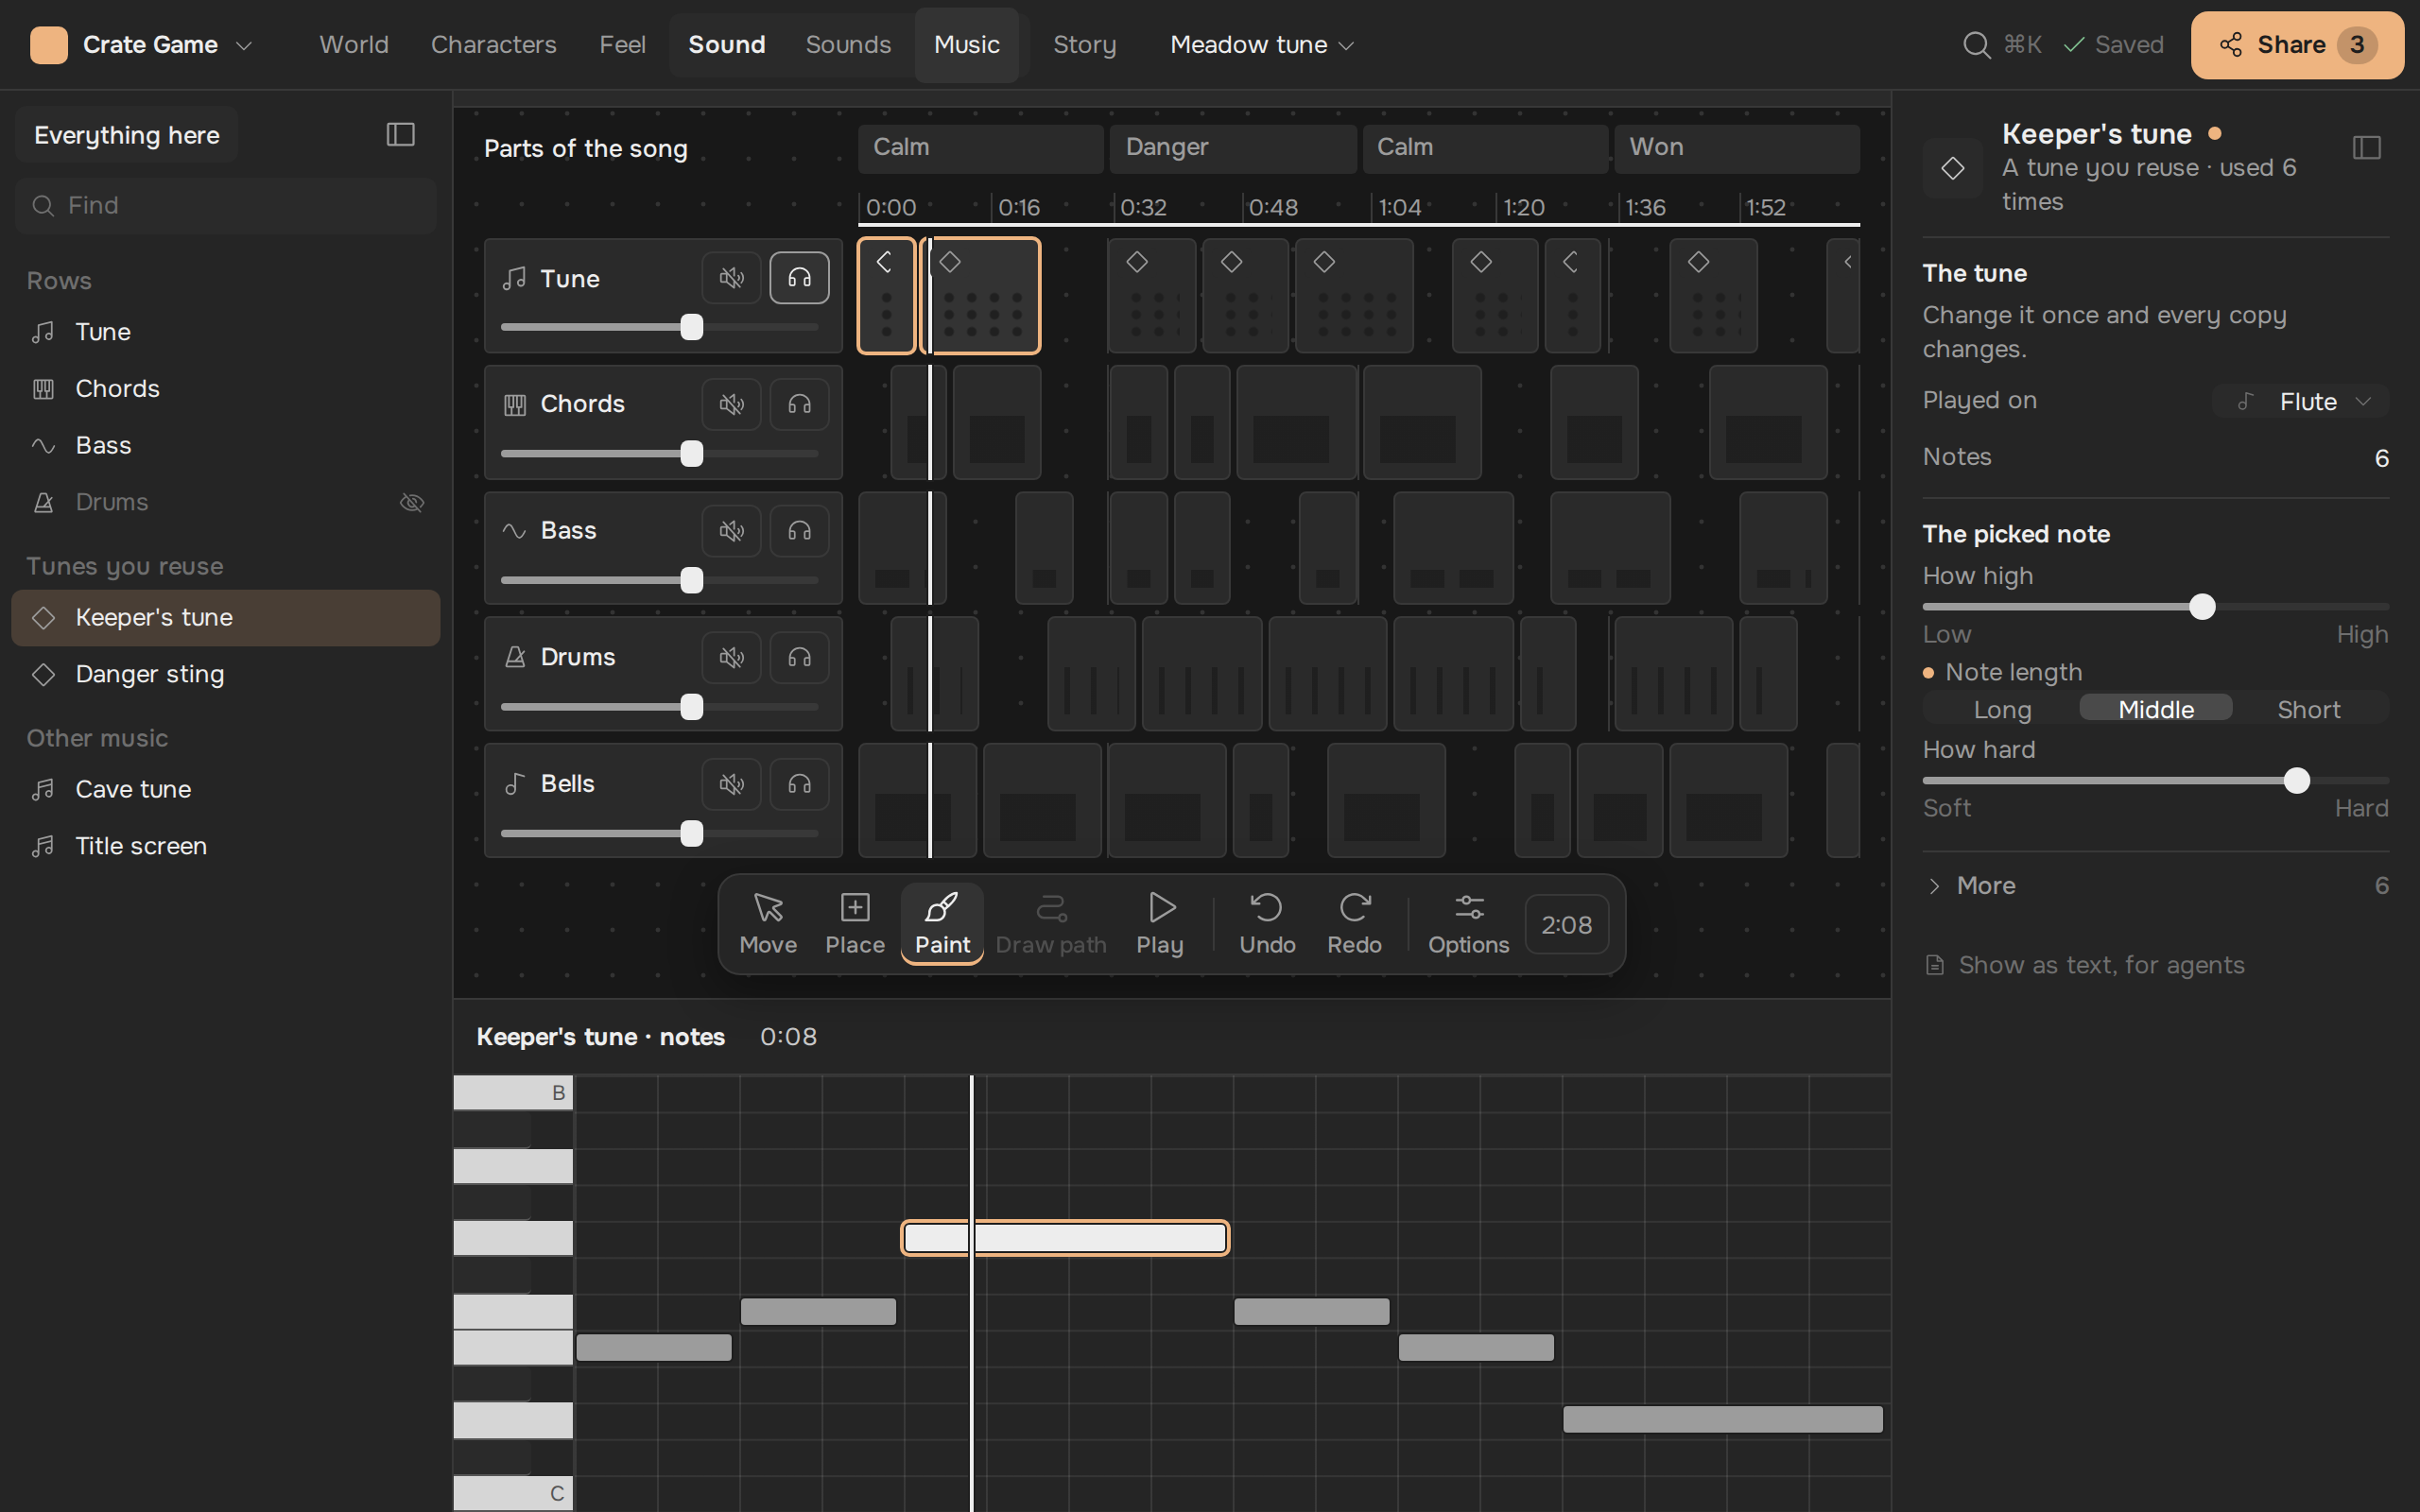 Crate Game World Characters Feel Sound Sounds Music Story Meadow tune ⌘K Saved Share 3
Everything here
Find
Rows
Tune
Chords
Bass
Drums
Tunes you reuse
Keeper's tune
Danger sting
Other music
Cave tune
Title screen
Parts of the song
Calm Danger Calm Won
0:00 0:16 0:32 0:48 1:04 1:20 1:36 1:52
Tune
Chords
Bass
Drums
Bells
Move Place Paint Draw path Play Undo Redo Options 2:08
Keeper's tune · notes 0:08
B
C
Keeper's tune
A tune you reuse · used 6
times
The tune
Change it once and every copy
changes.
Played on Flute
Notes 6
The picked note
How high
Low High
Note length
Long Middle Short
How hard
Soft Hard
More 6
Show as text, for agents